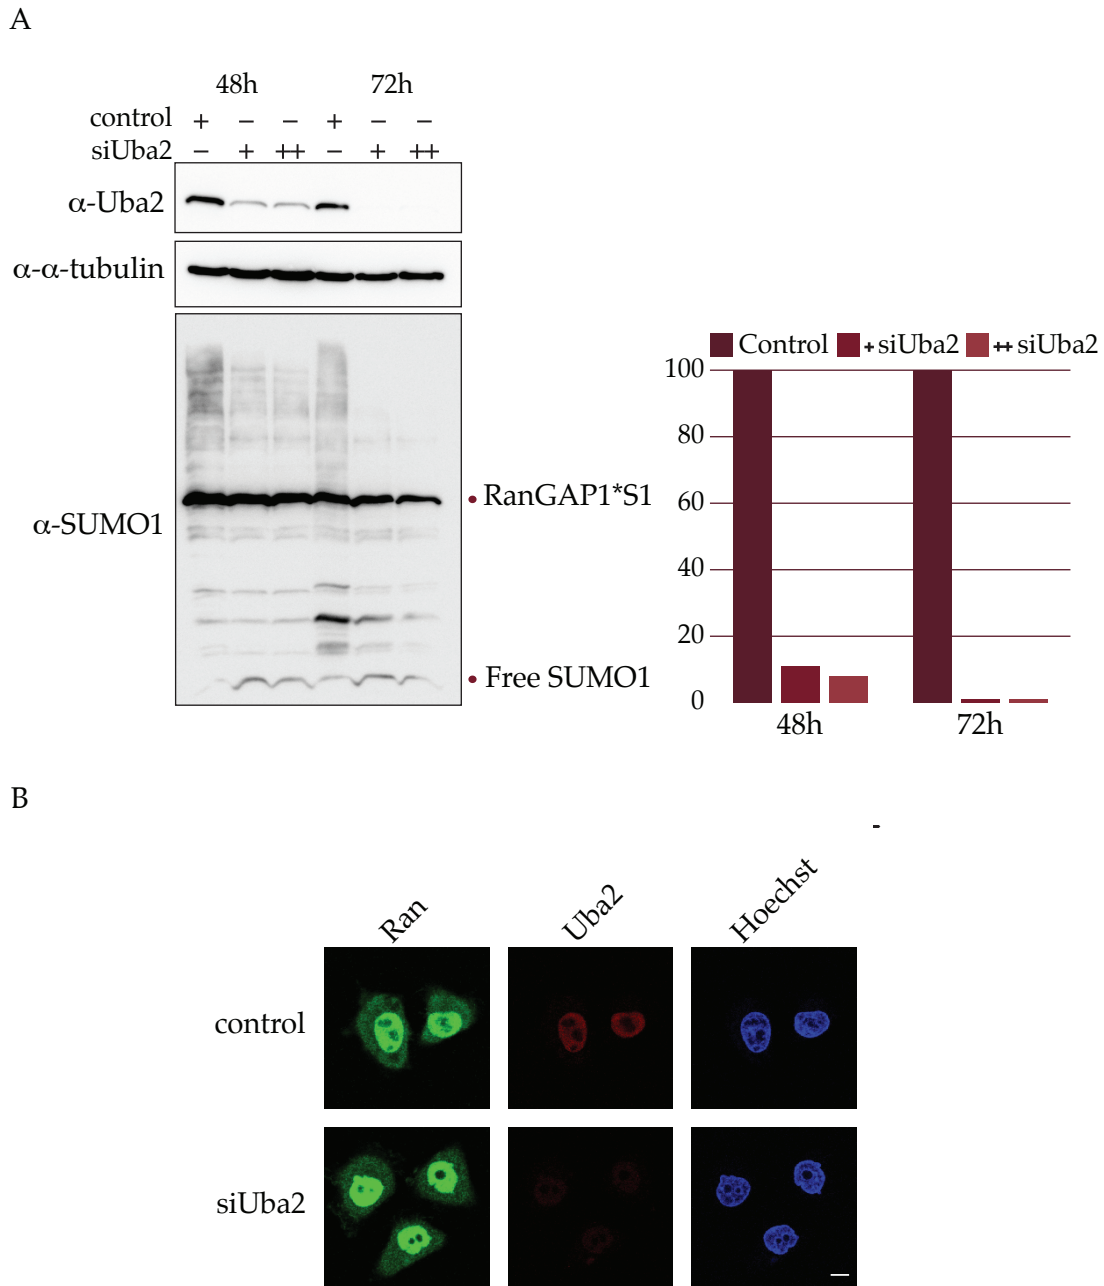 A
48h 72h
control + – – + – –
siUba2 – + ++ – + ++
α-Uba2
α-α-tubulin
α-SUMO1
RanGAP1*S1
Free SUMO1
Control + siUba2 ++ siUba2
100
80
60
40
20
0
48h 72h
B
-
Ran Uba2 Hoechst
control
siUba2